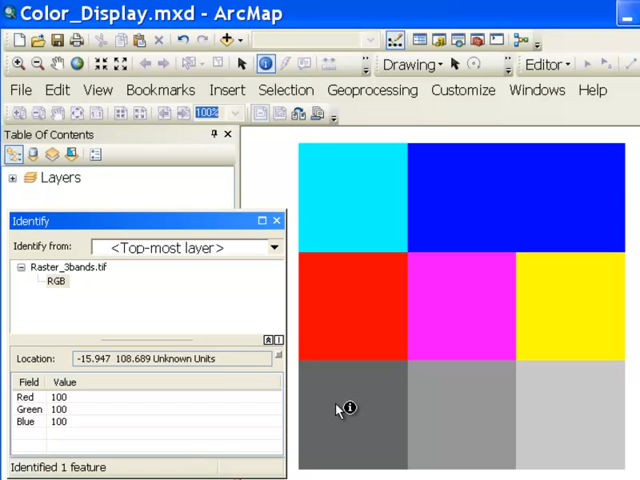 Color_Display.mxd - ArcMap
Drawing
Editor
File Edit View Bookmarks Insert Selection Geoprocessing Customize Windows Help
100%
Table Of Contents
Layers
Identify
Identify from: <Top-most layer>
Raster_3bands.tif
RGB
Location: -15.947 108.689 Unknown Units
Field Value
Red 100
Green 100
Blue 100
Identified 1 feature